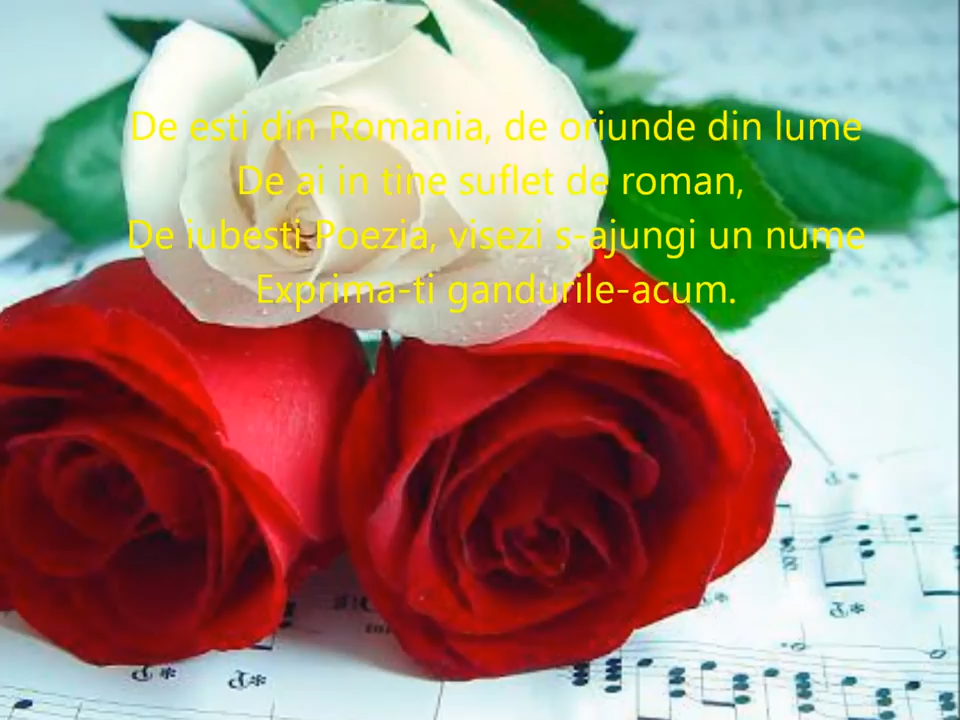 De esti din Romania, de oriunde din lume
De ai in tine suflet de roman,
De iubesti Poezia, visezi s-ajungi un nume
Exprima-ti gandurile-acum.